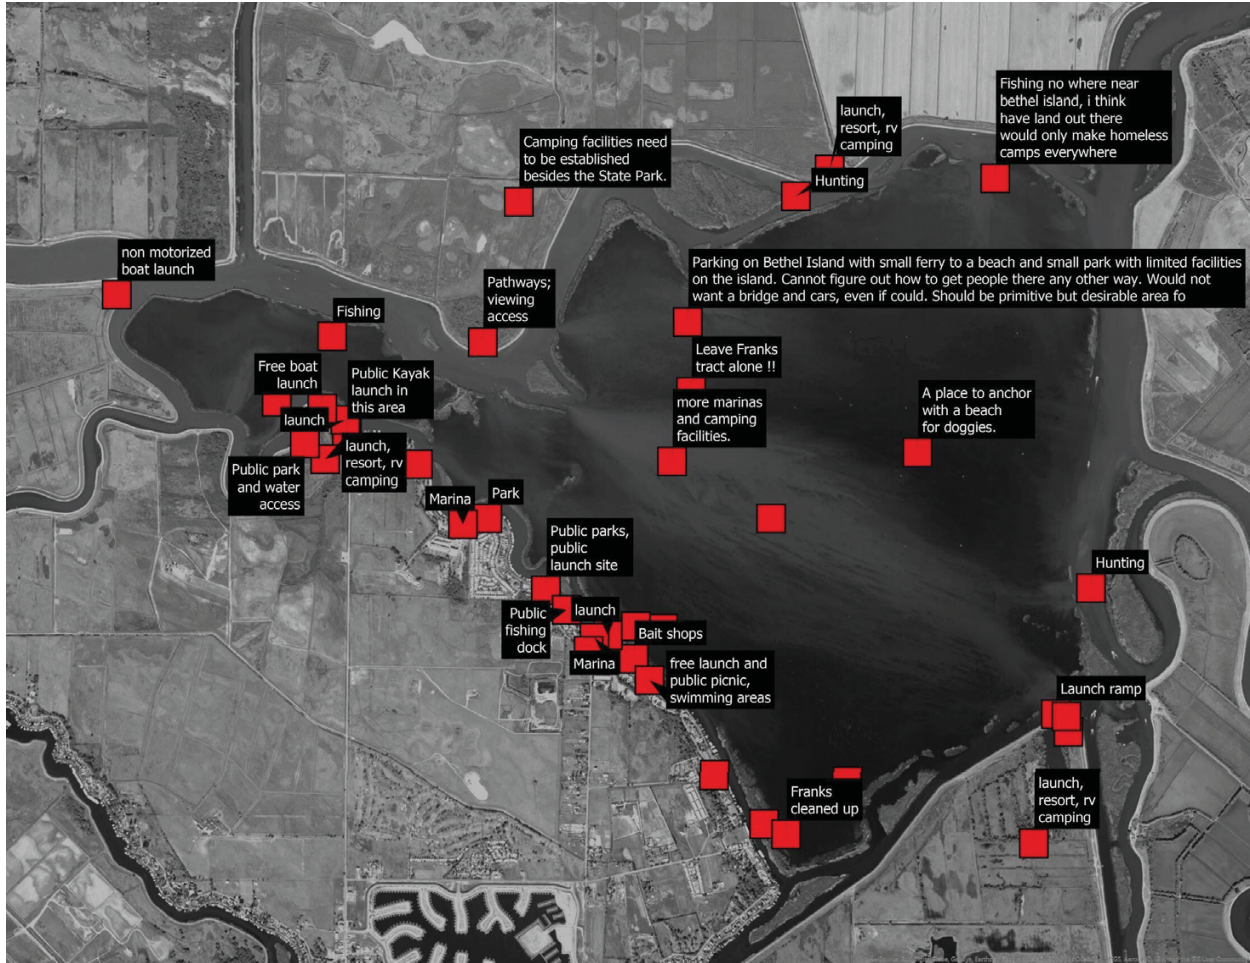 Fishing no where near
bethel island, i think
have land out there
would only make homeless
camps everywhere
launch,
resort, rv
camping
Camping facilities need
to be established
besides the State Park.
Hunting
non motorized
boat launch
Parking on Bethel Island with small ferry to a beach and small park with limited facilities
on the island. Cannot figure out how to get people there any other way. Would not
want a bridge and cars, even if could. Should be primitive but desirable area fo
Pathways;
viewing
access
Fishing
Leave Franks
tract alone !!
Free boat
launch
Public Kayak
launch in
this area
A place to anchor
with a beach
for doggies.
more marinas
and camping
facilities.
launch
launch,
resort, rv
camping
Public park
and water
access
Marina
Park
Public parks,
public
launch site
Hunting
Public
fishing
dock
launch
Bait shops
Marina
free launch and
public picnic,
swimming areas
Launch ramp
Franks
cleaned up
launch,
resort, rv
camping